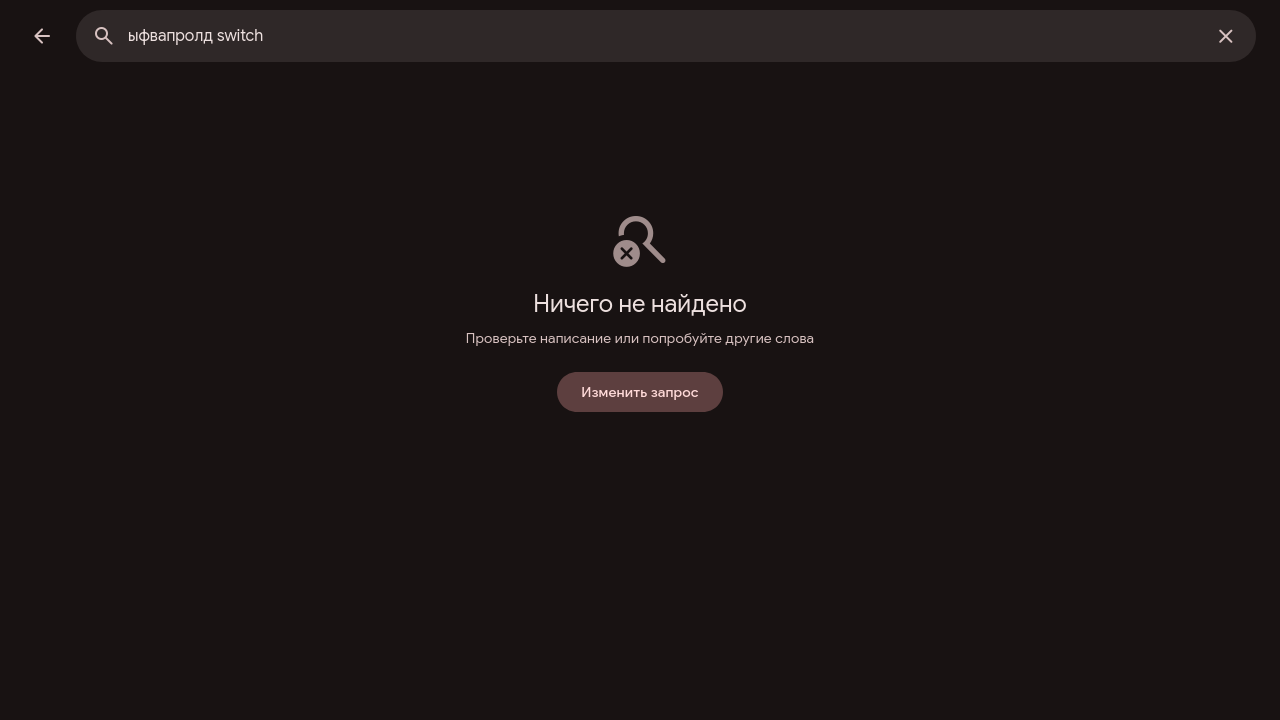 ыфвапролд switch
Ничего не найдено
Проверьте написание или попробуйте другие слова
Изменить запрос